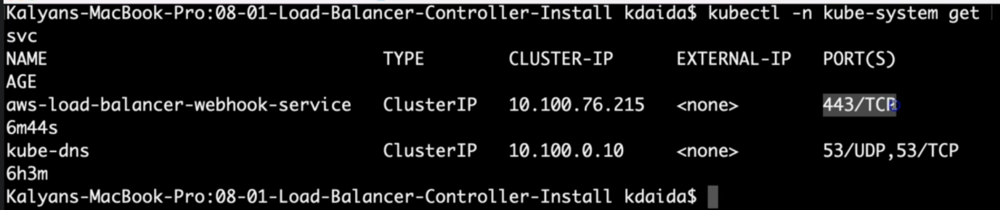 Kalyans-MacBook-Pro:08-01-Load-Balancer-Controller-Install kdaida$ kubectl -n kube-system get
svc
NAME TYPE CLUSTER-IP EXTERNAL-IP PORT(S)
AGE
aws-load-balancer-webhook-service ClusterIP 10.100.76.215 <none> 443/TCP
6m44s
kube-dns ClusterIP 10.100.0.10 <none> 53/UDP,53/TCP
6h3m
Kalyans-MacBook-Pro:08-01-Load-Balancer-Controller-Install kdaida$